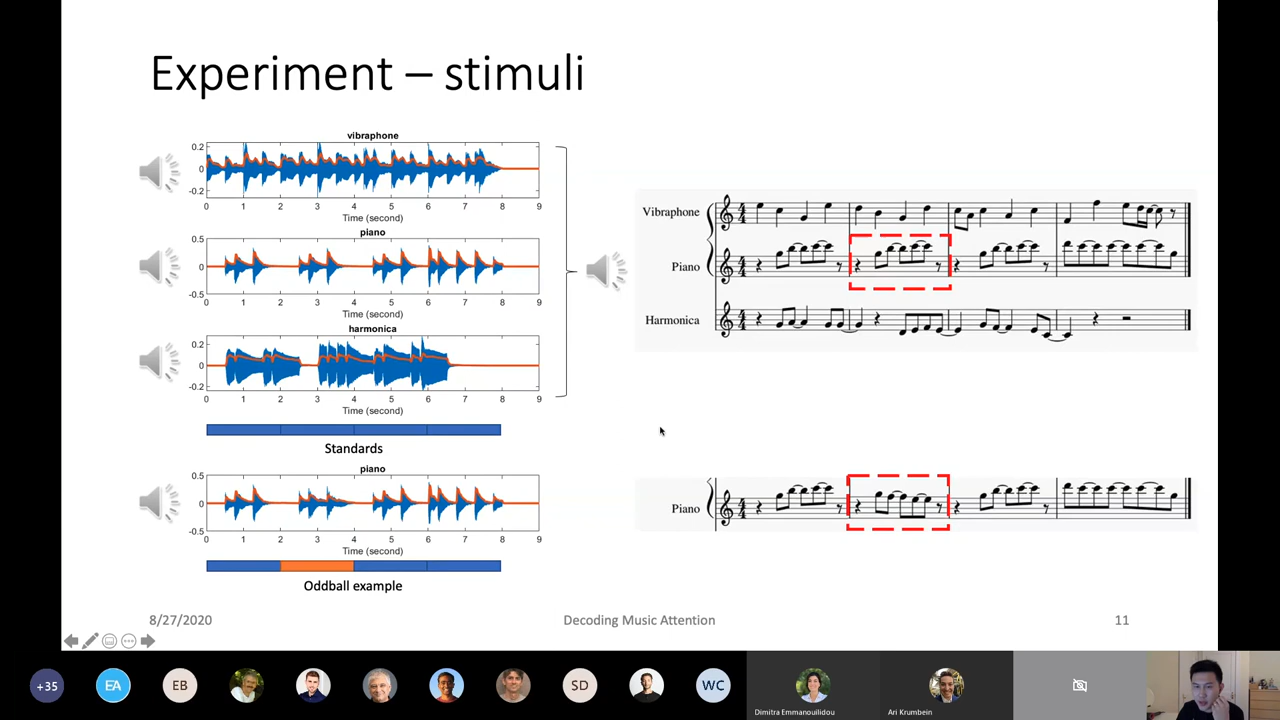 Experiment – stimuli
vibraphone
0.2
0
-0.2
0 1 2 3 4 5 6 7 8 9
Time (second)
piano
0.5
0
-0.5
0 1 2 3 4 5 6 7 8 9
Time (second)
harmonica
0.2
0
-0.2
0 1 2 3 4 5 6 7 8 9
Time (second)
Standards
piano
0.5
0
-0.5
0 1 2 3 4 5 6 7 8 9
Time (second)
Oddball example
Vibraphone
Piano
Harmonica
Piano
8/27/2020
Decoding Music Attention
11
+35
EA
EB
SD
WC
Dimitra Emmanouilidou
Ari Krumbein